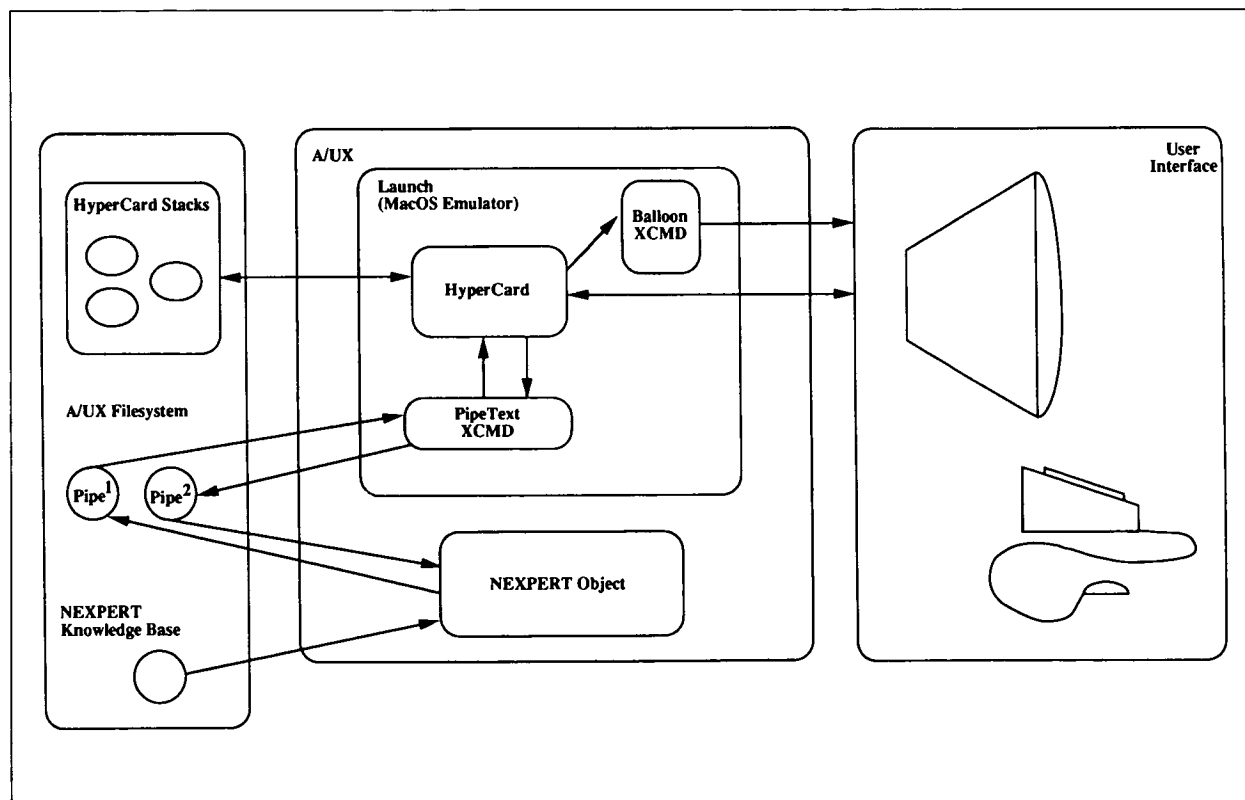 HyperCard Stacks
A/UX Filesystem
Pipe1
Pipe2
NEXPERT
Knowledge Base
A/UX
Launch
(MacOS Emulator)
Balloon
XCMD
HyperCard
PipeText
XCMD
NEXPERT Object
User
Interface